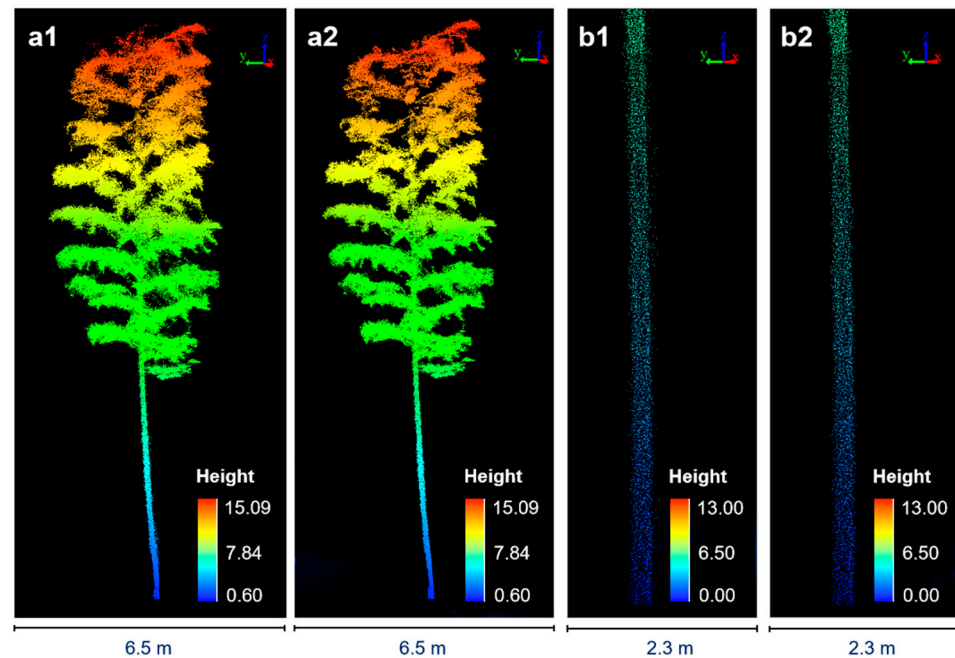 a1
z
y
x
Height
15.09
7.84
0.60
6.5 m
a2
z
y
x
Height
15.09
7.84
0.60
6.5 m
b1
z
y
x
Height
13.00
6.50
0.00
2.3 m
b2
z
y
x
Height
13.00
6.50
0.00
2.3 m